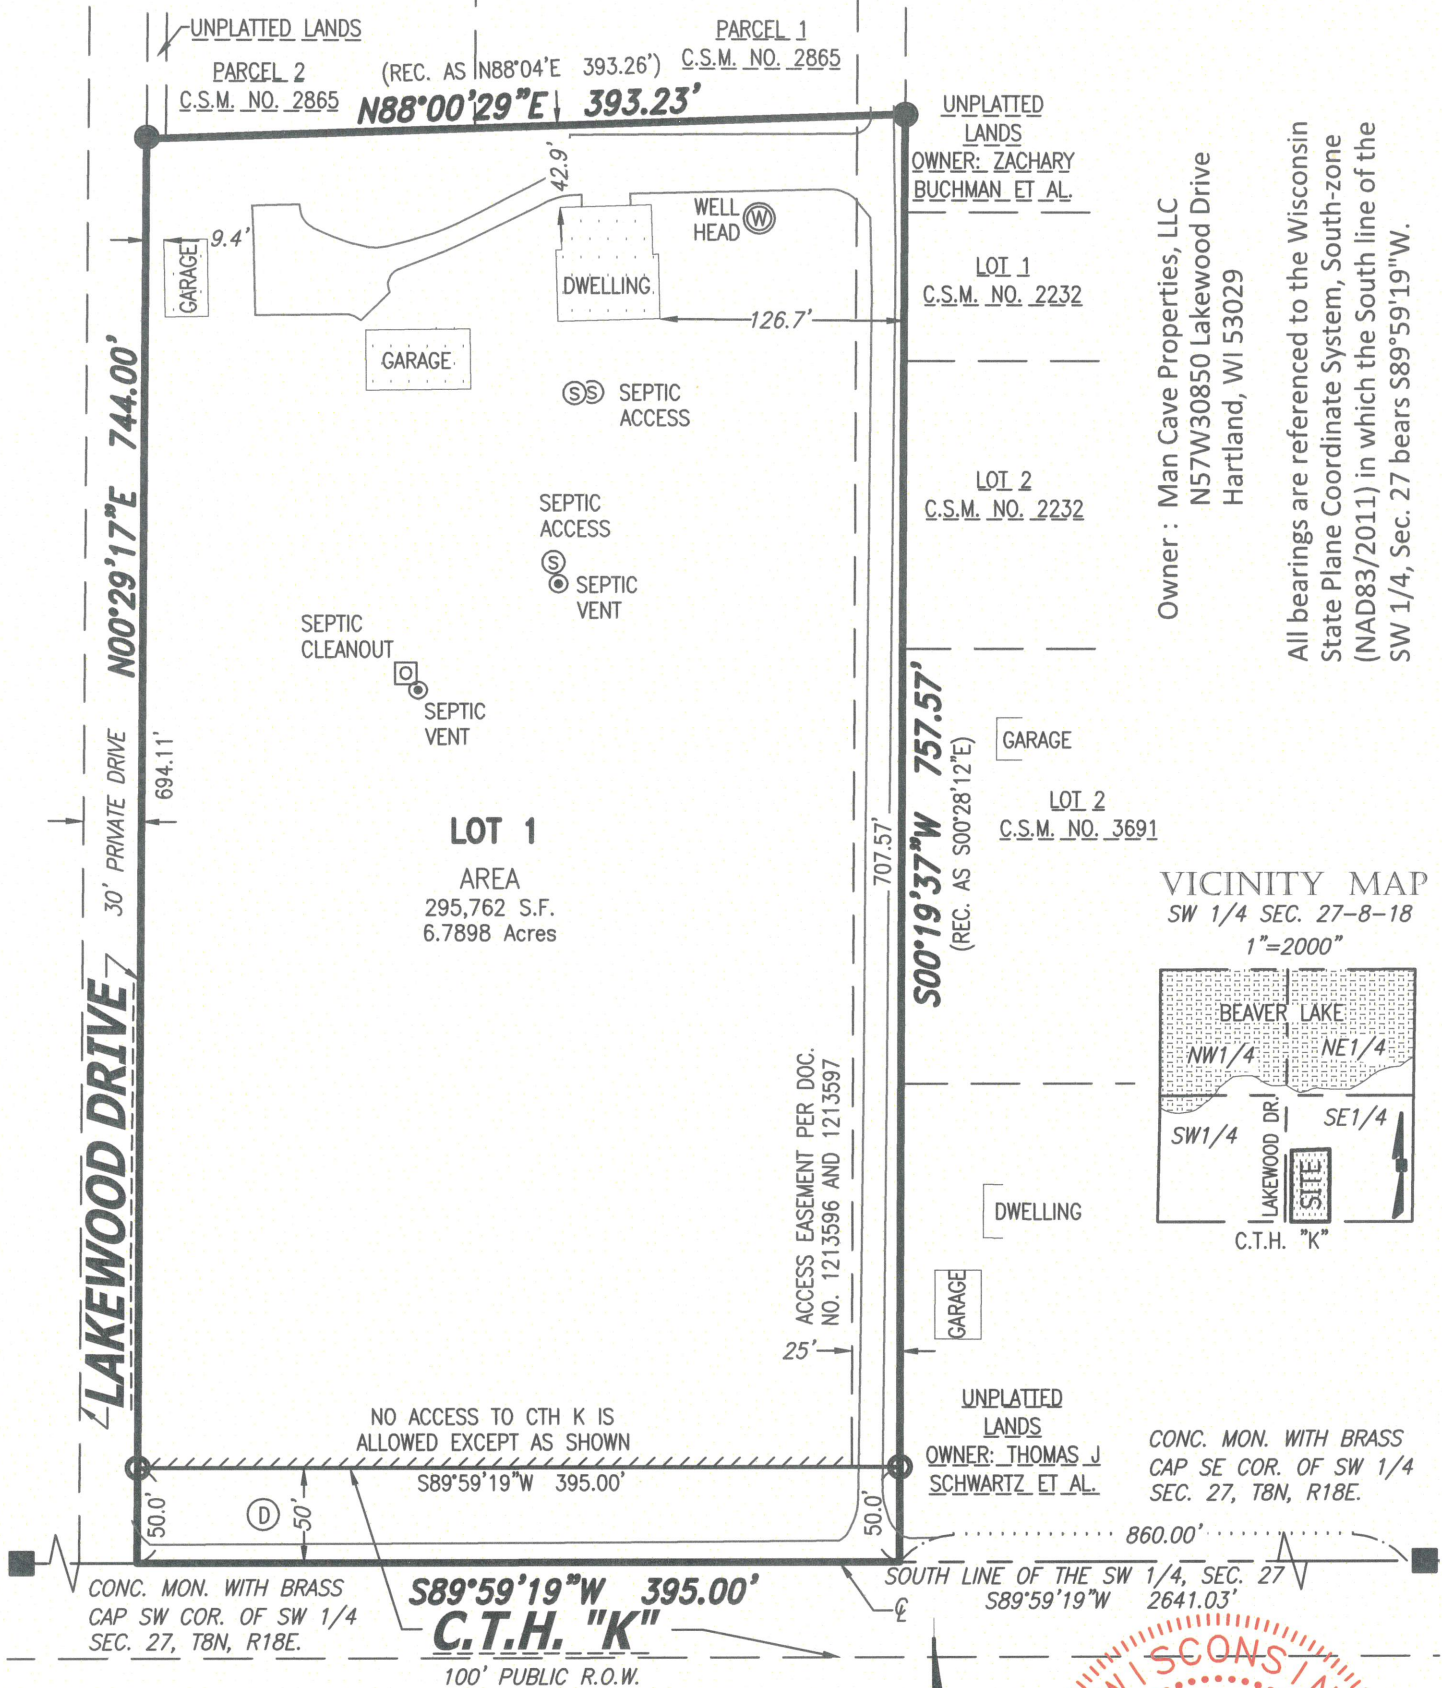 UNPLATTED LANDS
PARCEL 2
C.S.M. NO. 2865
(REC. AS N88°04'E 393.26')
N88°00'29"E 393.23'
PARCEL 1
C.S.M. NO. 2865
UNPLATTED
LANDS
OWNER: ZACHARY
BUCHMAN ET AL.
42.9'
WELL
HEAD
W
9.4'
GARAGE
DWELLING
126.7'
GARAGE
SS
SEPTIC
ACCESS
LOT 1
C.S.M. NO. 2232
LOT 2
C.S.M. NO. 2232
Owner : Man Cave Properties, LLC
N57W30850 Lakewood Drive
Hartland, WI 53029
All bearings are referenced to the Wisconsin
State Plane Coordinate System, South-zone
(NAD83/2011) in which the South line of the
SW 1/4, Sec. 27 bears S89°59'19"W.
N00°29'17"E 744.00'
SEPTIC
ACCESS
S
SEPTIC
VENT
SEPTIC
CLEANOUT
O
SEPTIC
VENT
30' PRIVATE DRIVE
694.11'
LOT 1
AREA
295,762 S.F.
6.7898 Acres
707.57'
S00°19'37"W 757.57'
(REC. AS S00°28'12"E)
GARAGE
LOT 2
C.S.M. NO. 3691
VICINITY MAP
SW 1/4 SEC. 27-8-18
1"=2000"
BEAVER LAKE
NW1/4
NE1/4
SW1/4
SE1/4
LAKEWOOD DR.
SITE
C.T.H. "K"
LAKEWOOD DRIVE
ACCESS EASEMENT PER DOC.
NO. 1213596 AND 1213597
25'
DWELLING
GARAGE
UNPLATTED
LANDS
OWNER: THOMAS J
SCHWARTZ ET AL.
NO ACCESS TO CTH K IS
ALLOWED EXCEPT AS SHOWN
S89°59'19"W 395.00'
50.0'
D
50'
50.0'
CONC. MON. WITH BRASS
CAP SE COR. OF SW 1/4
SEC. 27, T8N, R18E.
860.00'
SOUTH LINE OF THE SW 1/4, SEC. 27
S89°59'19"W 2641.03'
CONC. MON. WITH BRASS
CAP SW COR. OF SW 1/4
SEC. 27, T8N, R18E.
S89°59'19"W 395.00'
C.T.H. "K"
100' PUBLIC R.O.W.
℄
WISCONSIN